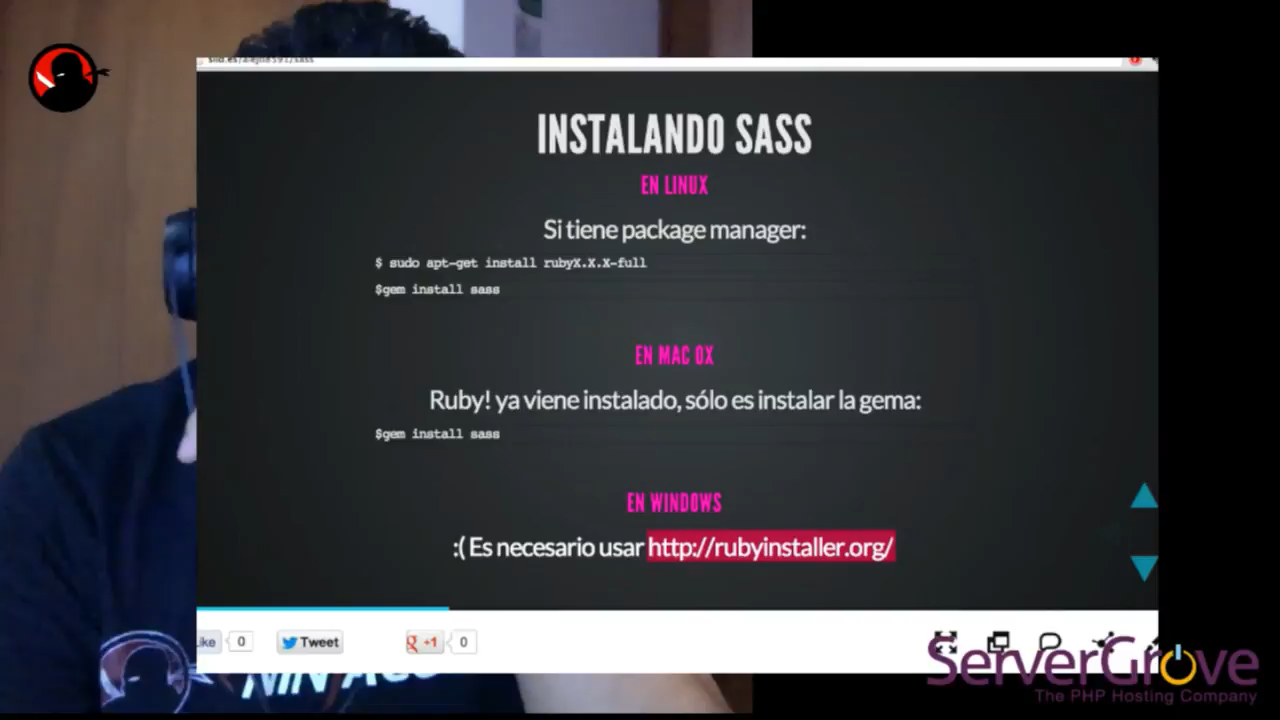 INSTALANDO SASS
EN LINUX
Si tiene package manager:
$ sudo apt-get install rubyX.X.X-full
$gem install sass
EN MAC OX
Ruby! ya viene instalado, sólo es instalar la gema:
$gem install sass
EN WINDOWS
:( Es necesario usar http://rubyinstaller.org/
0
Tweet
+1
0
ServerGrove
The PHP Hosting Company